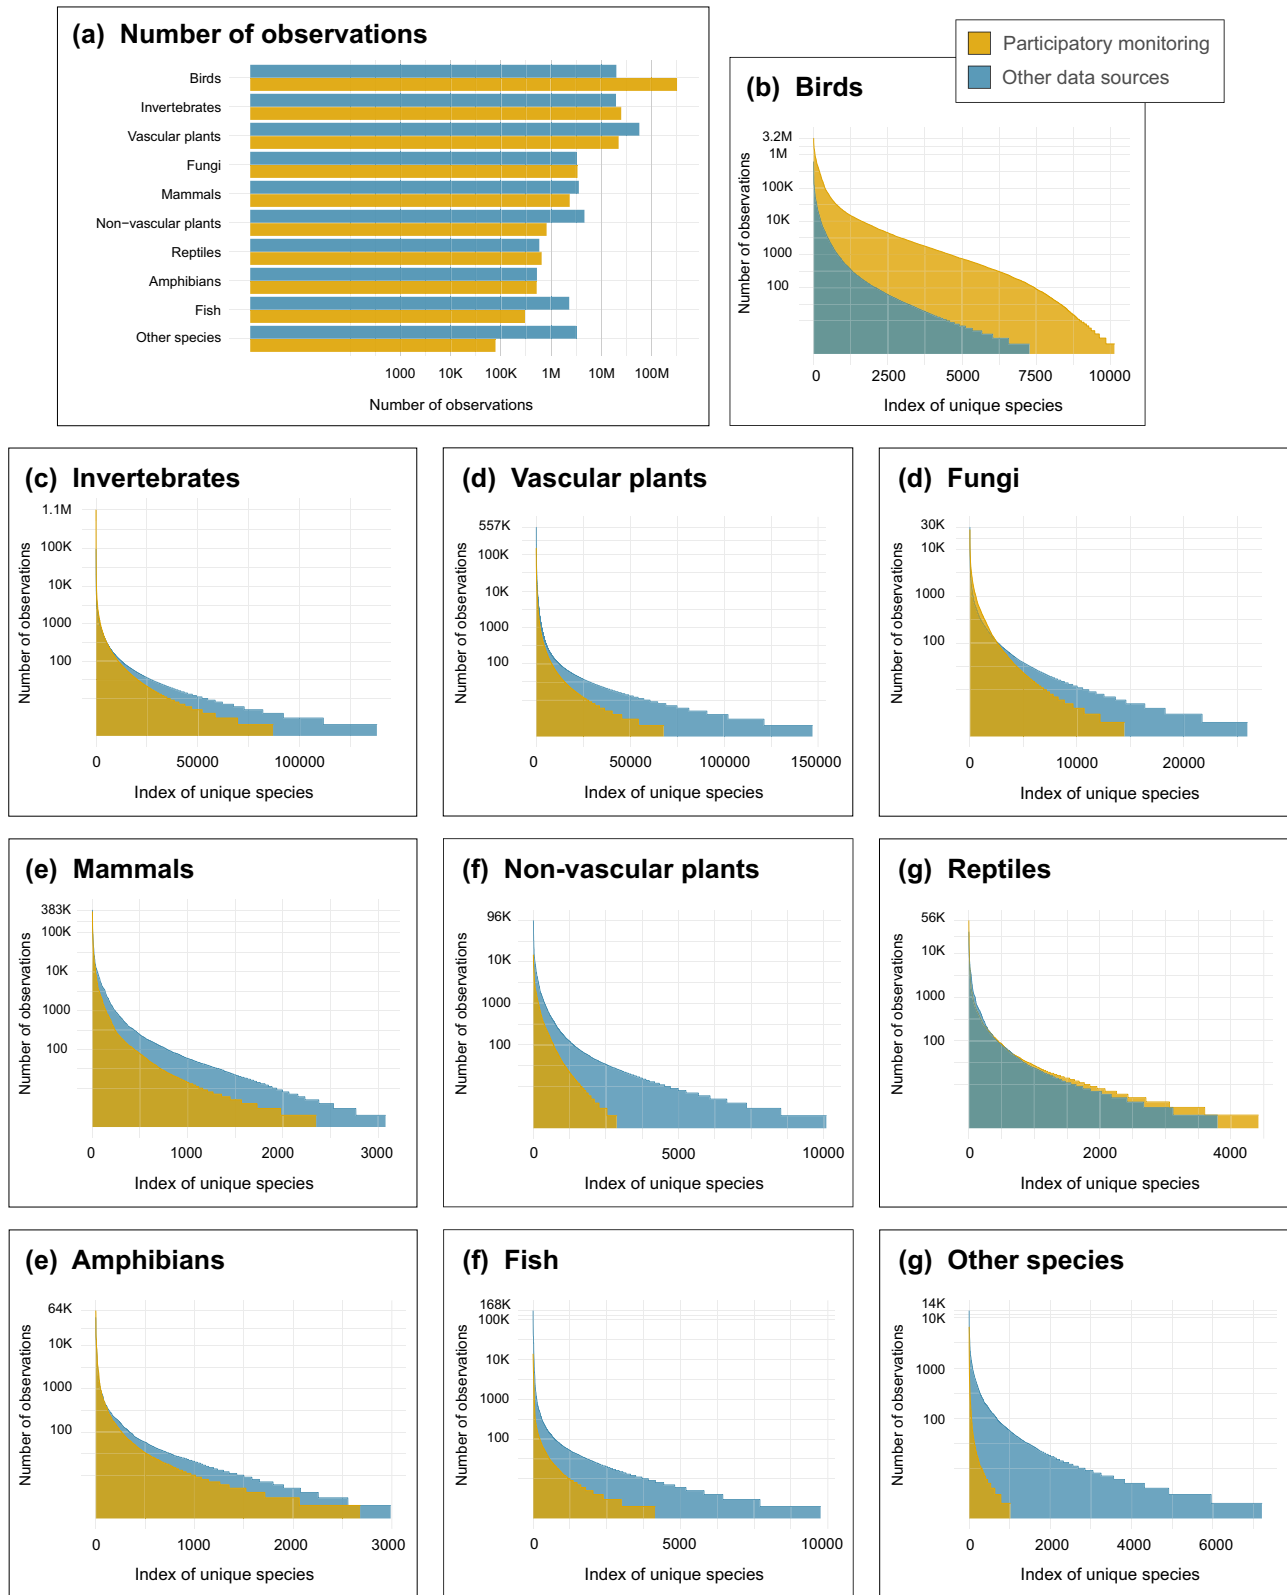 (a) Number of observations
Birds
Invertebrates
Vascular plants
Fungi
Mammals
Non−vascular plants
Reptiles
Amphibians
Fish
Other species
1000 10K 100K 1M 10M 100M
Number of observations
Participatory monitoring
Other data sources
(b) Birds
Number of observations
3.2M
1M
100K
10K
1000
100
0 2500 5000 7500 10000
Index of unique species
(c) Invertebrates
Number of observations
1.1M
100K
10K
1000
100
0 50000 100000
Index of unique species
(d) Vascular plants
Number of observations
557K
100K
10K
1000
100
0 50000 100000 150000
Index of unique species
(d) Fungi
Number of observations
30K
10K
1000
100
0 10000 20000
Index of unique species
(e) Mammals
Number of observations
383K
100K
10K
1000
100
0 1000 2000 3000
Index of unique species
(f) Non-vascular plants
Number of observations
96K
10K
1000
100
0 5000 10000
Index of unique species
(g) Reptiles
Number of observations
56K
10K
1000
100
0 2000 4000
Index of unique species
(e) Amphibians
Number of observations
64K
10K
1000
100
0 1000 2000 3000
Index of unique species
(f) Fish
Number of observations
168K
100K
10K
1000
100
0 5000 10000
Index of unique species
(g) Other species
Number of observations
14K
10K
1000
100
0 2000 4000 6000
Index of unique species